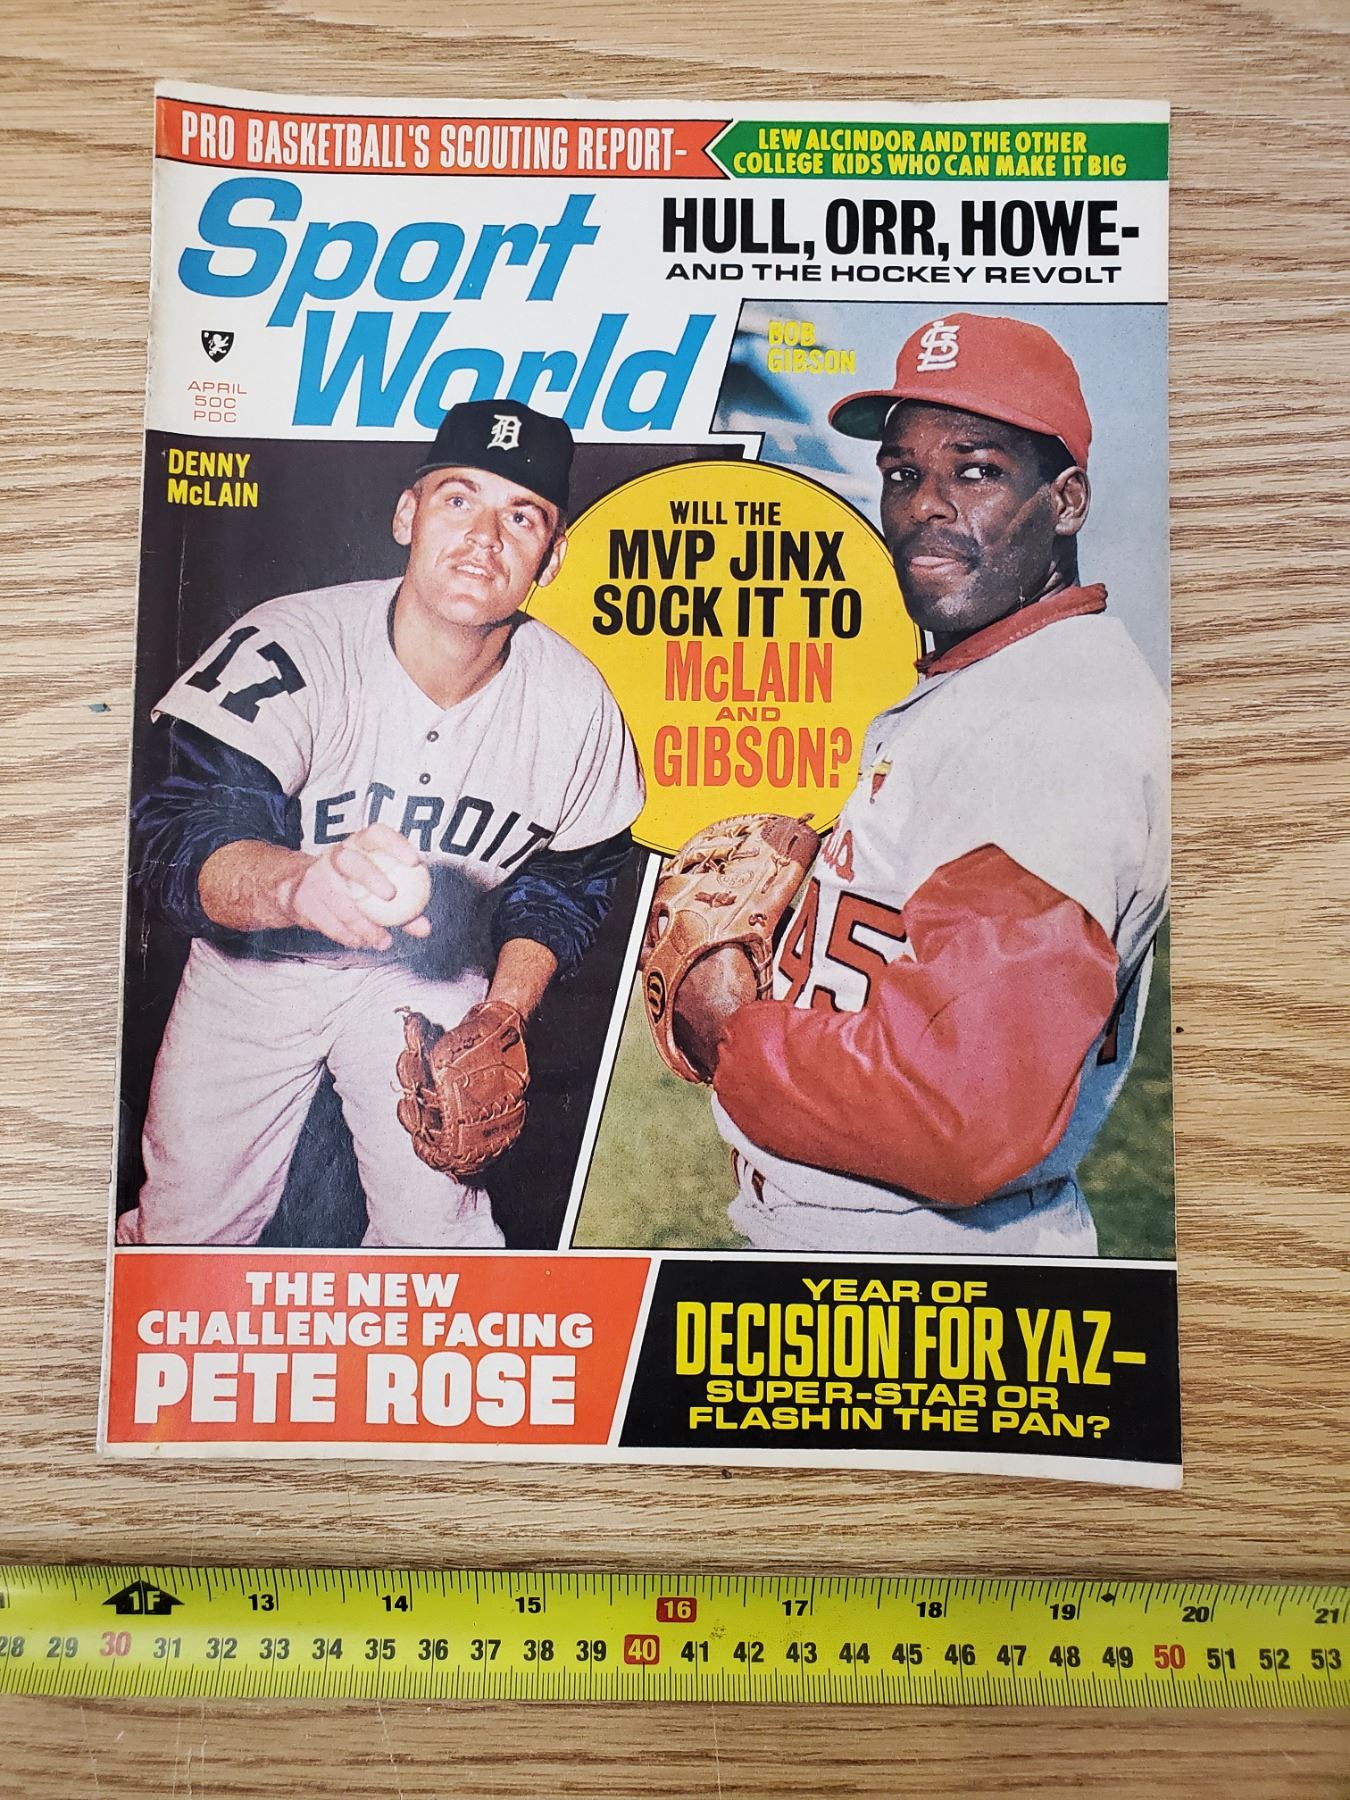 PRO BASKETBALL'S SCOUTING REPORT-
LEW ALCINDOR AND THE OTHER
COLLEGE KIDS WHO CAN MAKE IT BIG
Sport
World
HULL, ORR, HOWE-
AND THE HOCKEY REVOLT
APRIL
50C
PDC
BOB
GIBSON
DENNY
McLAIN
WILL THE
MVP JINX
SOCK IT TO
McLAIN
AND
GIBSON?
17
DETROIT
45
THE NEW
CHALLENGE FACING
PETE ROSE
YEAR OF
DECISION FOR YAZ-
SUPER-STAR OR
FLASH IN THE PAN?
1F 13 14 15 16 17 18 19 20 21
28 29 30 31 32 33 34 35 36 37 38 39 40 41 42 43 44 45 46 47 48 49 50 51 52 53